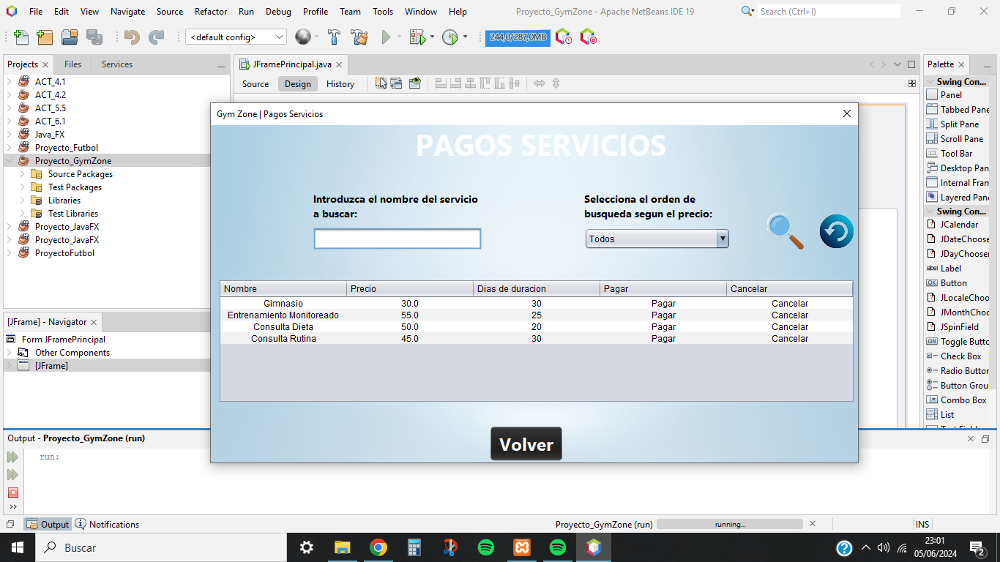 File Edit View Navigate Source Refactor Run Debug Profile Team Tools Window Help
Proyecto_GymZone - Apache NetBeans IDE 19
Search (Ctrl+I)
<default config>
244,0/287,0MB
Projects Files Services
JFramePrincipal.java
Palette
Source Design History
ACT_4.1
ACT_4.2
ACT_5.5
ACT_6.1
Java_FX
Proyecto_Futbol
Proyecto_GymZone
Source Packages
Test Packages
Libraries
Test Libraries
Proyecto_JavaFX
Proyecto_JavaFX
ProyectoFutbol
[JFrame] - Navigator
Form JFramePrincipal
Other Components
[JFrame]
Gym Zone | Pagos Servicios
PAGOS SERVICIOS
Introduzca el nombre del servicio
a buscar:
Selecciona el orden de
busqueda segun el precio:
Todos
Nombre Precio Dias de duracion Pagar Cancelar
Gimnasio 30.0 30 Pagar Cancelar
Entrenamiento Monitoreado 55.0 25 Pagar Cancelar
Consulta Dieta 50.0 20 Pagar Cancelar
Consulta Rutina 45.0 30 Pagar Cancelar
Volver
Swing Con...
Panel
Tabbed Pane
Split Pane
Scroll Pane
Tool Bar
Desktop Pan
Internal Fram
Layered Pane
Swing Con...
JCalendar
JDateChoose
JDayChooser
label Label
OK Button
JLocaleChoo
JMonthChoo
JSpinField
ON Toggle Butto
Check Box
Radio Button
Button Grou
Combo Box
List
Output - Proyecto_GymZone (run)
run:
Output Notifications
Proyecto_GymZone (run) running...
INS
Buscar
23:01
05/06/2024
2